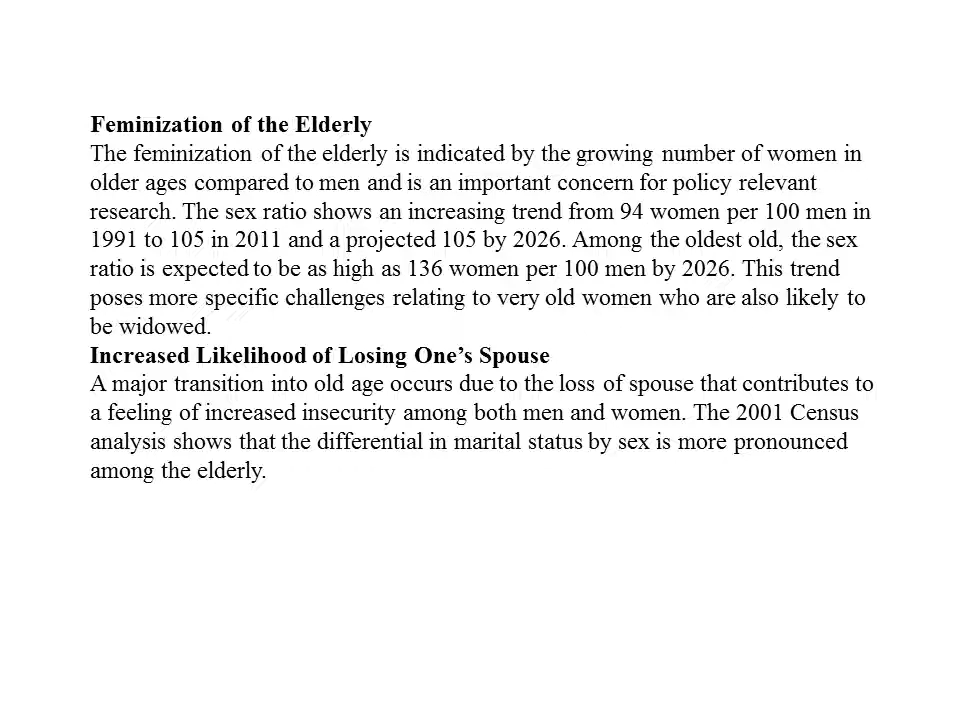 Feminization of the Elderly
The feminization of the elderly is indicated by the growing number of women in
older ages compared to men and is an important concern for policy relevant
research. The sex ratio shows an increasing trend from 94 women per 100 men in
1991 to 105 in 2011 and a projected 105 by 2026. Among the oldest old, the sex
ratio is expected to be as high as 136 women per 100 men by 2026. This trend
poses more specific challenges relating to very old women who are also likely to
be widowed.
Increased Likelihood of Losing One’s Spouse
A major transition into old age occurs due to the loss of spouse that contributes to
a feeling of increased insecurity among both men and women. The 2001 Census
analysis shows that the differential in marital status by sex is more pronounced
among the elderly.